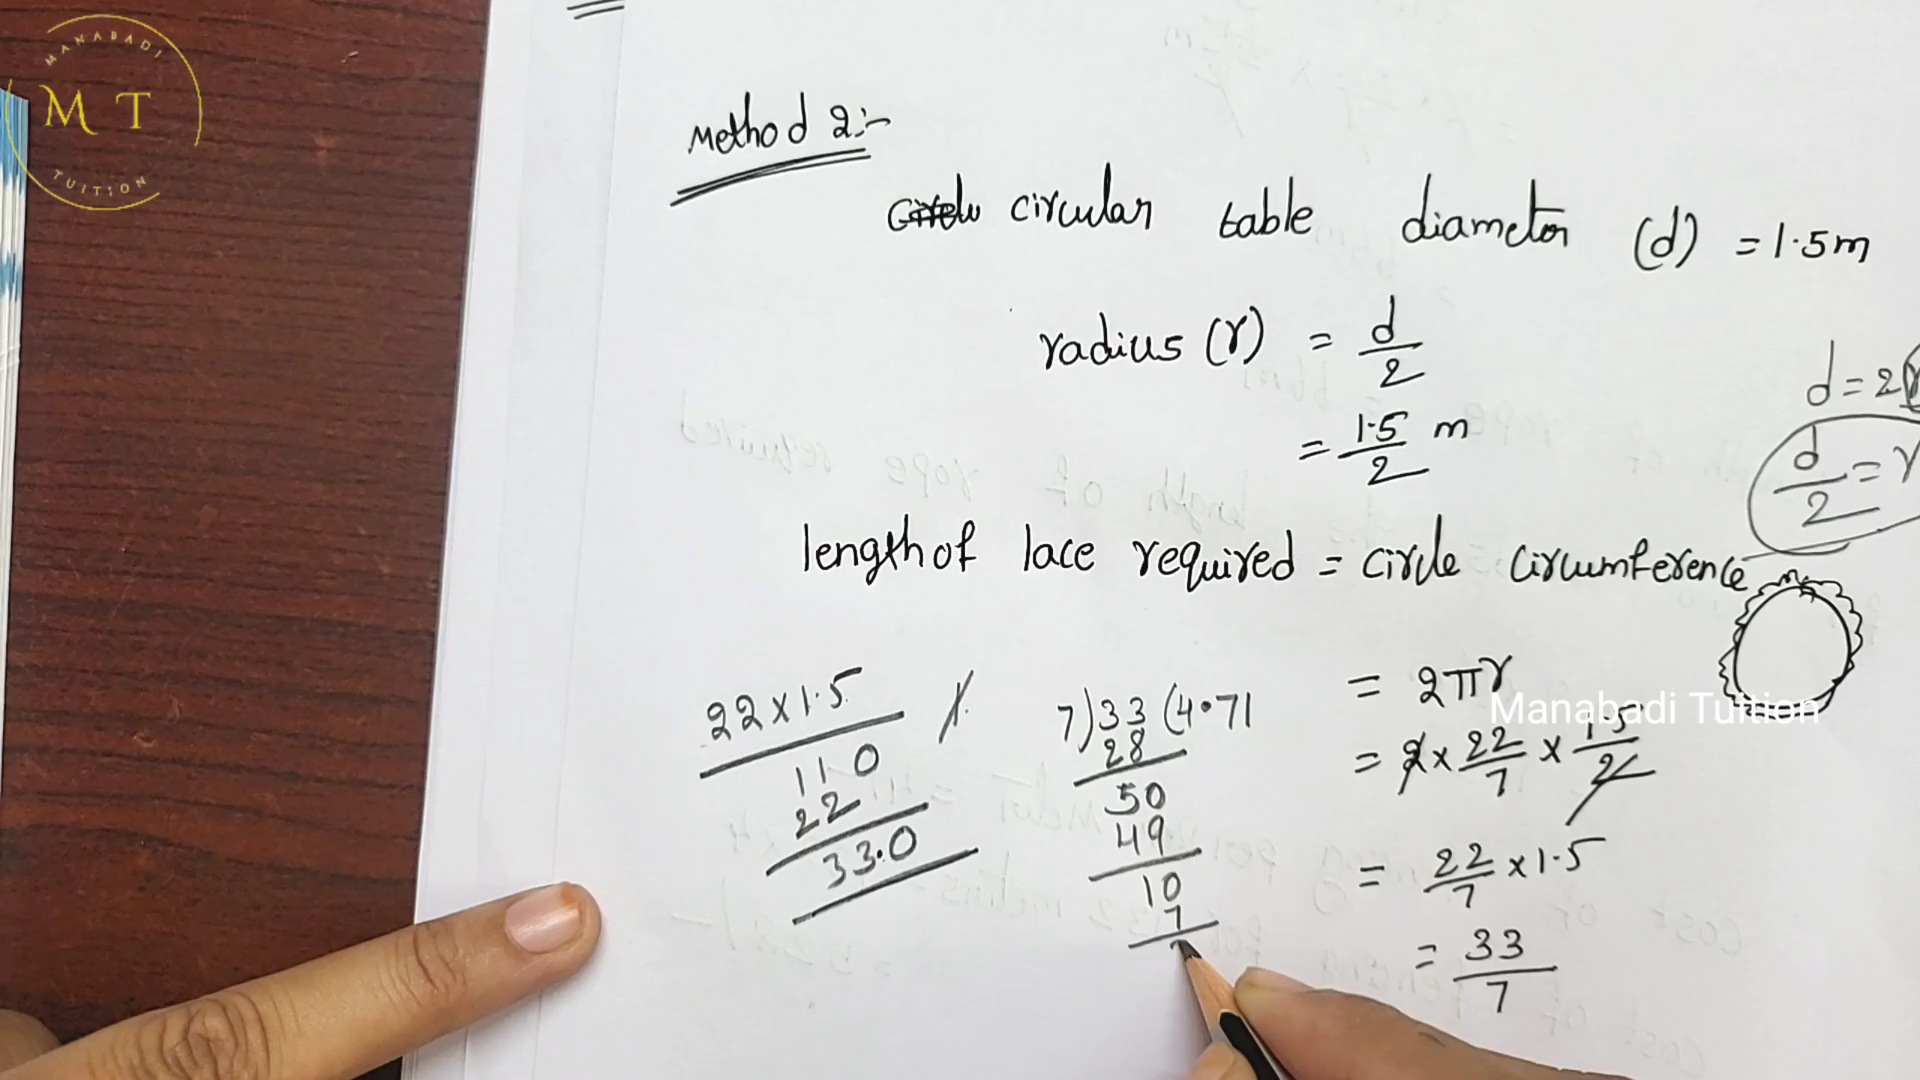 MANABADI
M T
TUITION
Method 2:-
circular table diameter (d) = 1.5m
radius (r) = d/2
= 1.5/2 m
d = 2r
d/2 = r
length of lace required = circle circumference
= 2πr
Manabadi Tuition
= 2 × 22/7 × 1.5/2
= 22/7 × 1.5
= 33/7
22 × 1.5
110
22
33.0
7)33(4.71
28
50
49
10
7